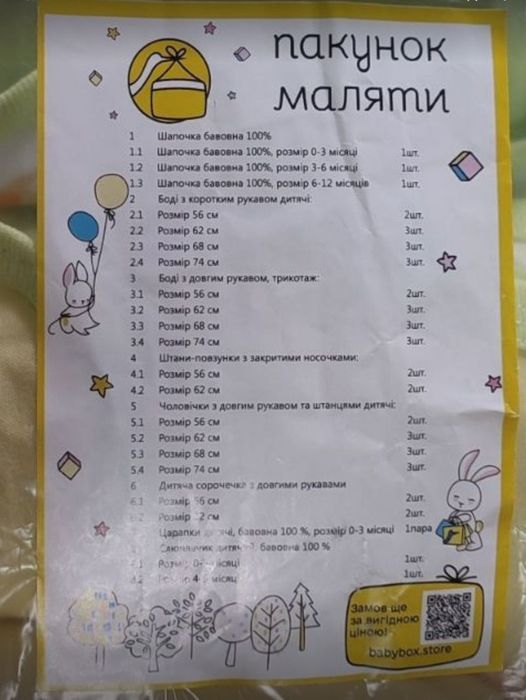 пакунок
маляти
1 Шапочка бавовна 100%
1.1 Шапочка бавовна 100%, розмір 0-3 місяці 1шт.
1.2 Шапочка бавовна 100%, розмір 3-6 місяці 1шт.
1.3 Шапочка бавовна 100%, розмір 6-12 місяців 1шт.
2 Боді з коротким рукавом дитячі:
2.1 Розмір 56 см 2шт.
2.2 Розмір 62 см 3шт.
2.3 Розмір 68 см 3шт.
2.4 Розмір 74 см 3шт.
3 Боді з довгим рукавом, трикотаж:
3.1 Розмір 56 см 2шт.
3.2 Розмір 62 см 3шт.
3.3 Розмір 68 см 3шт.
3.4 Розмір 74 см 3шт.
4 Штани-повзунки з закритими носочками:
4.1 Розмір 56 см 2шт.
4.2 Розмір 62 см 2шт.
5 Чоловічки з довгим рукавом та штанцями дитячі:
5.1 Розмір 56 см 2шт.
5.2 Розмір 62 см 3шт.
5.3 Розмір 68 см 3шт.
5.4 Розмір 74 см 3шт.
6 Дитяча сорочечка з довгими рукавами
6.1 Розмір 56 см 2шт.
Розмір 2шт.
Царапки дитячі, бавовна 100 %, розмір 0-3 місяці 1пара
бавовна 100 %
Розмір місяці 1шт.
1шт.
Замов ще
за вигідною
ціною!
babybox.store